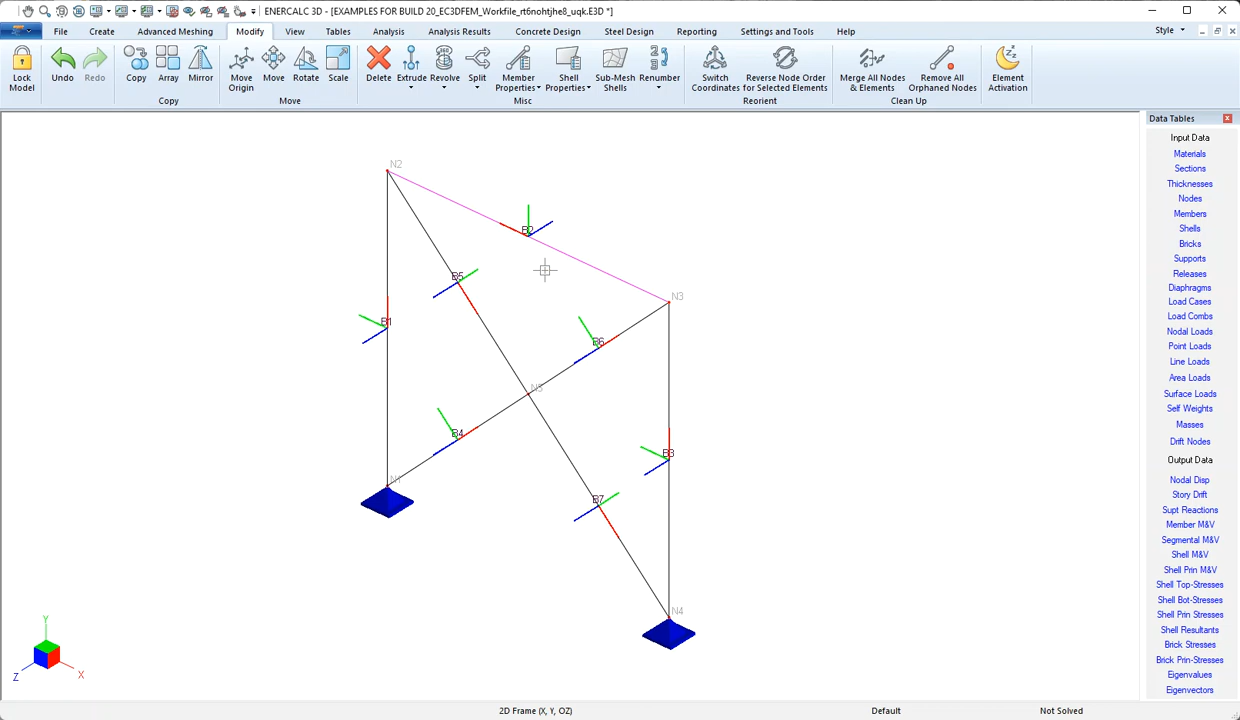 ENERCALC 3D - [EXAMPLES FOR BUILD 20_EC3DFEM_Workfile_rt6nohtjhe8_uqk.E3D *]
File Create Advanced Meshing Modify View Tables Analysis Analysis Results Concrete Design Steel Design Reporting Settings and Tools Help Style
Lock Model
Undo
Redo
Copy
Array
Mirror
Copy
Move Origin
Move
Rotate
Scale
Move
Delete
Extrude
Revolve
Split
Member Properties
Shell Properties
Sub-Mesh Shells
Renumber
Misc
Switch Coordinates
Reverse Node Order for Selected Elements
Reorient
Merge All Nodes & Elements
Remove All Orphaned Nodes
Clean Up
Element Activation
N2
B2
B5
N3
B1
B6
N5
B4
B3
N1
B7
N4
Y
Z
X
Data Tables
Input Data
Materials
Sections
Thicknesses
Nodes
Members
Shells
Bricks
Supports
Releases
Diaphragms
Load Cases
Load Combs
Nodal Loads
Point Loads
Line Loads
Area Loads
Surface Loads
Self Weights
Masses
Drift Nodes
Output Data
Nodal Disp
Story Drift
Supt Reactions
Member M&V
Segmental M&V
Shell M&V
Shell Prin M&V
Shell Top-Stresses
Shell Bot-Stresses
Shell Prin Stresses
Shell Resultants
Brick Stresses
Brick Prin-Stresses
Eigenvalues
Eigenvectors
2D Frame (X, Y, OZ) Default Not Solved